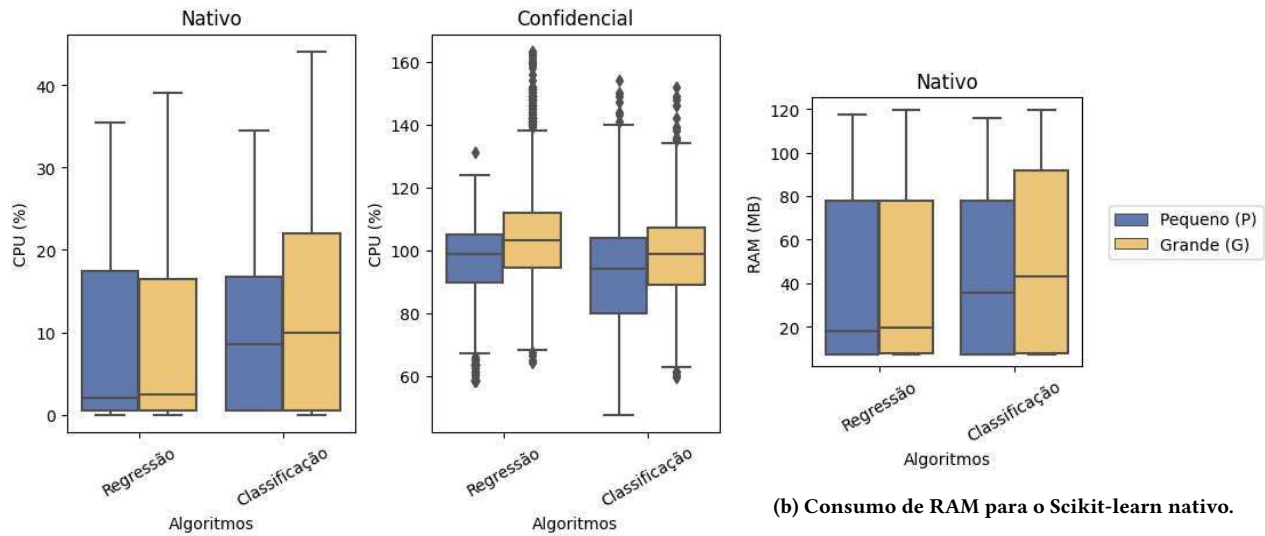 Nativo
CPU (%)
40
30
20
10
0
Regressão
Classificação
Algoritmos
Confidencial
CPU (%)
160
140
120
100
80
60
Regressão
Classificação
Algoritmos
Nativo
RAM (MB)
120
100
80
60
40
20
Regressão
Classificação
Algoritmos
Pequeno (P)
Grande (G)
(b) Consumo de RAM para o Scikit-learn nativo.